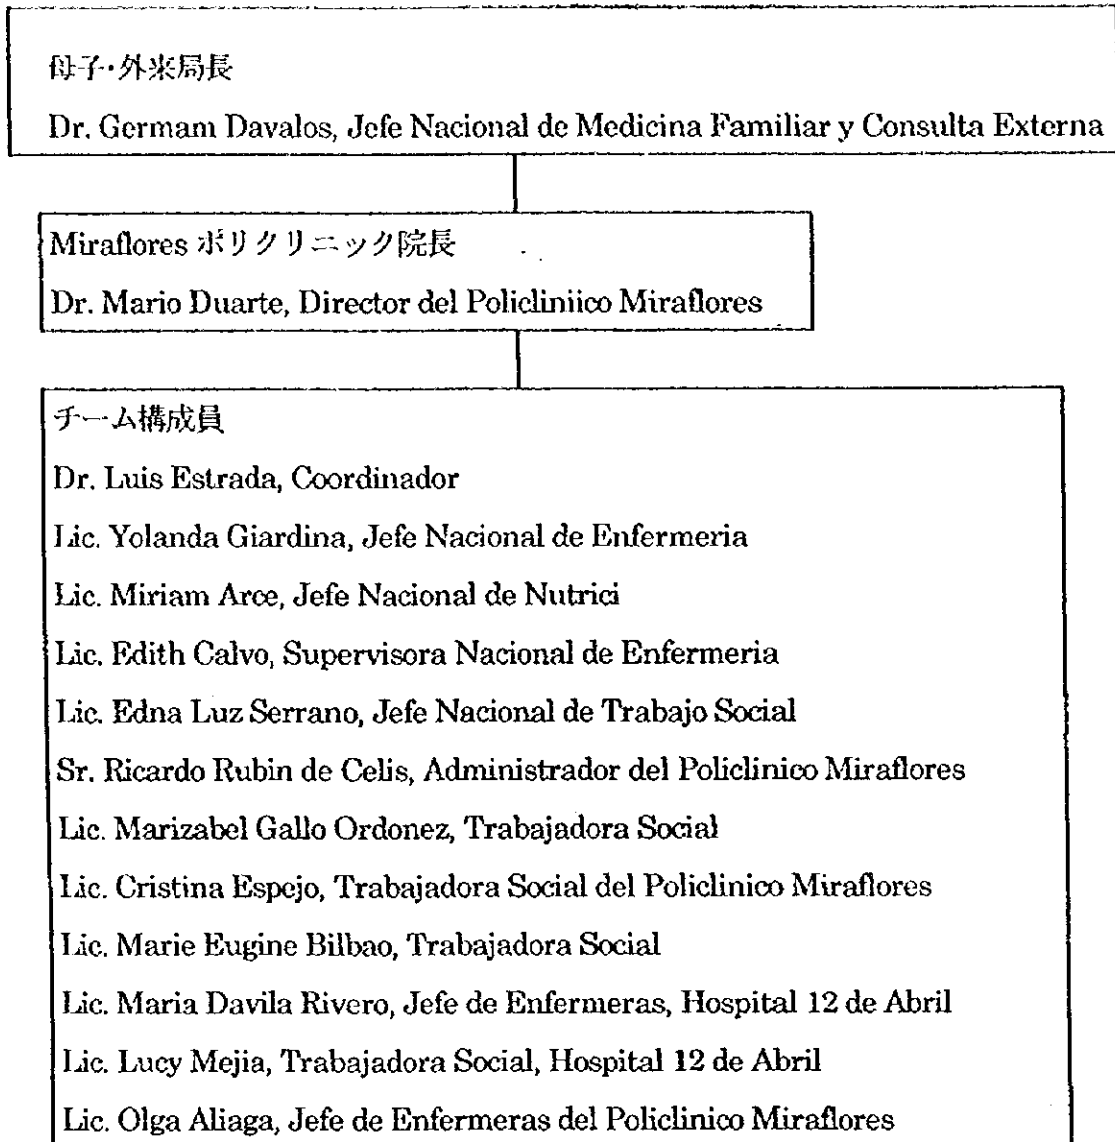 母子・外来局長
Dr. Germam Davalos, Jefe Nacional de Medicina Familiar y Consulta Externa
Miraflores ポリクリニック院長
Dr. Mario Duarte, Director del Policliniico Miraflores
チーム構成員
Dr. Luis Estrada, Coordinador
Lic. Yolanda Giardina, Jefe Nacional de Enfermeria
Lic. Miriam Arce, Jefe Nacional de Nutrici
Lic. Edith Calvo, Supervisora Nacional de Enfermeria
Lic. Edna Luz Serrano, Jefe Nacional de Trabajo Social
Sr. Ricardo Rubin de Celis, Administrador del Policlinico Miraflores
Lic. Marizabel Gallo Ordonez, Trabajadora Social
Lic. Cristina Espejo, Trabajadora Social del Policlinico Miraflores
Lic. Marie Eugine Bilbao, Trabajadora Social
Lic. Maria Davila Rivero, Jefe de Enfermeras, Hospital 12 de Abril
Lic. Lucy Mejia, Trabajadora Social, Hospital 12 de Abril
Lic. Olga Aliaga, Jefe de Enfermeras del Policlinico Miraflores